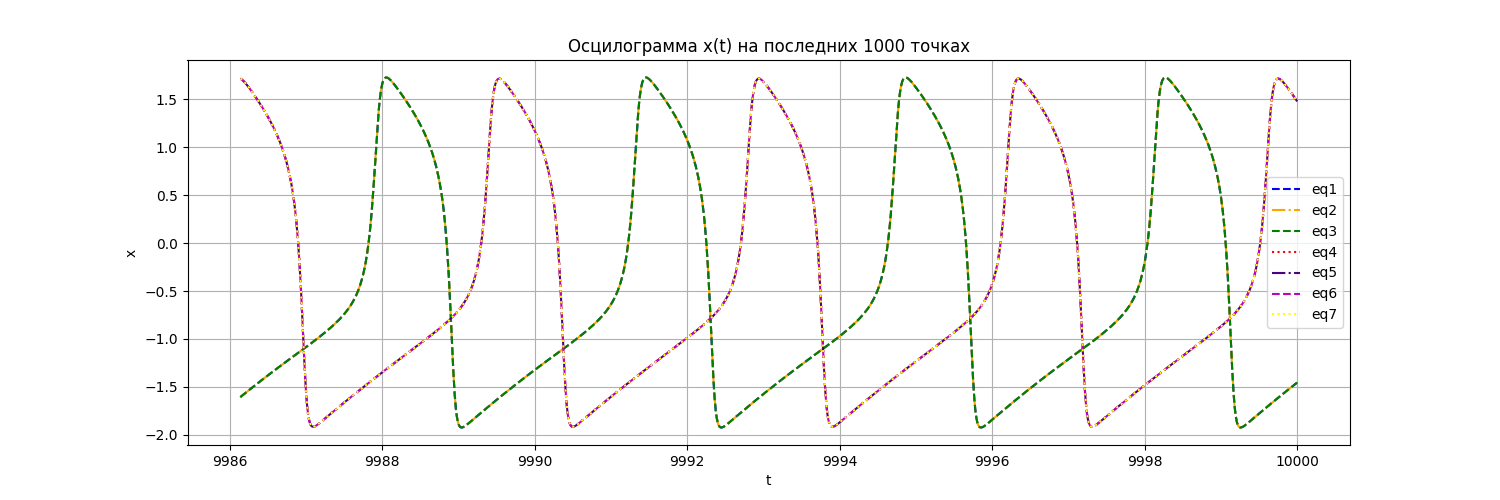 Осцилограмма x(t) на последних 1000 точках
x
1.5
1.0
0.5
0.0
−0.5
−1.0
−1.5
−2.0
eq1
eq2
eq3
eq4
eq5
eq6
eq7
9986
9988
9990
9992
9994
9996
9998
10000
t